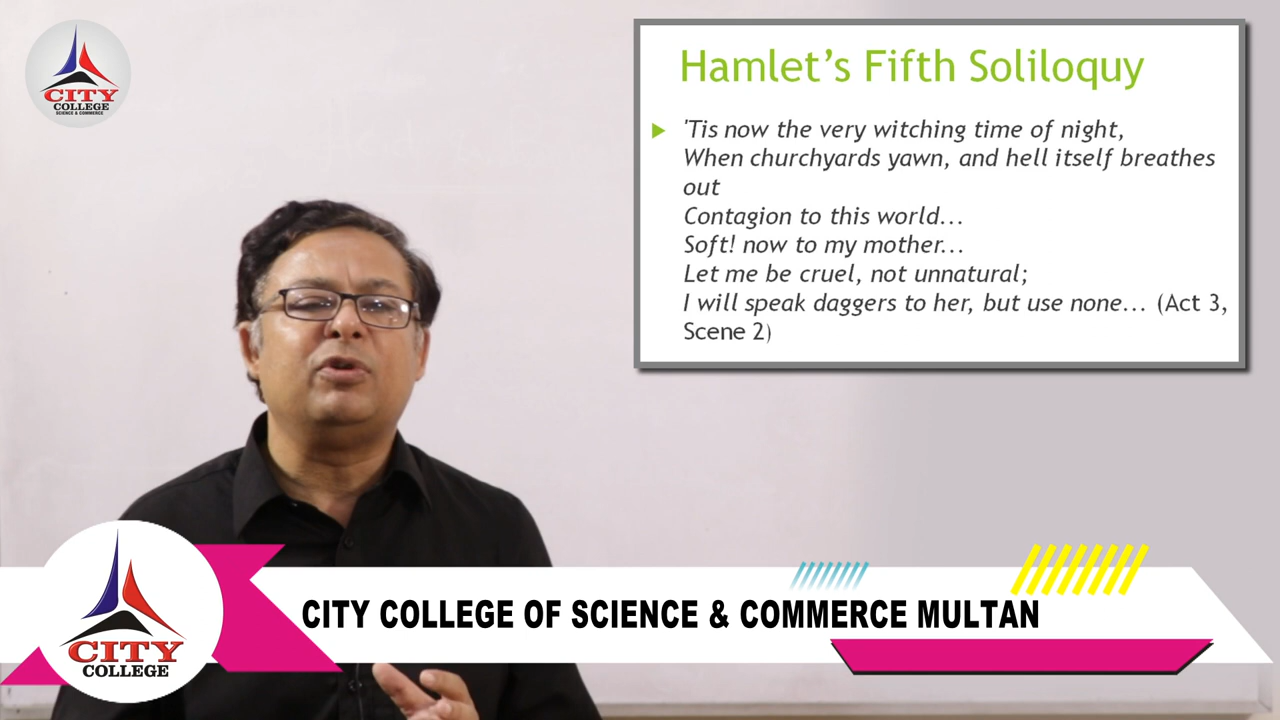 CITY
COLLEGE
SCIENCE & COMMERCE
Hamlet’s Fifth Soliloquy
'Tis now the very witching time of night,
When churchyards yawn, and hell itself breathes
out
Contagion to this world...
Soft! now to my mother...
Let me be cruel, not unnatural;
I will speak daggers to her, but use none... (Act 3,
Scene 2)
CITY COLLEGE OF SCIENCE & COMMERCE MULTAN
CITY
COLLEGE